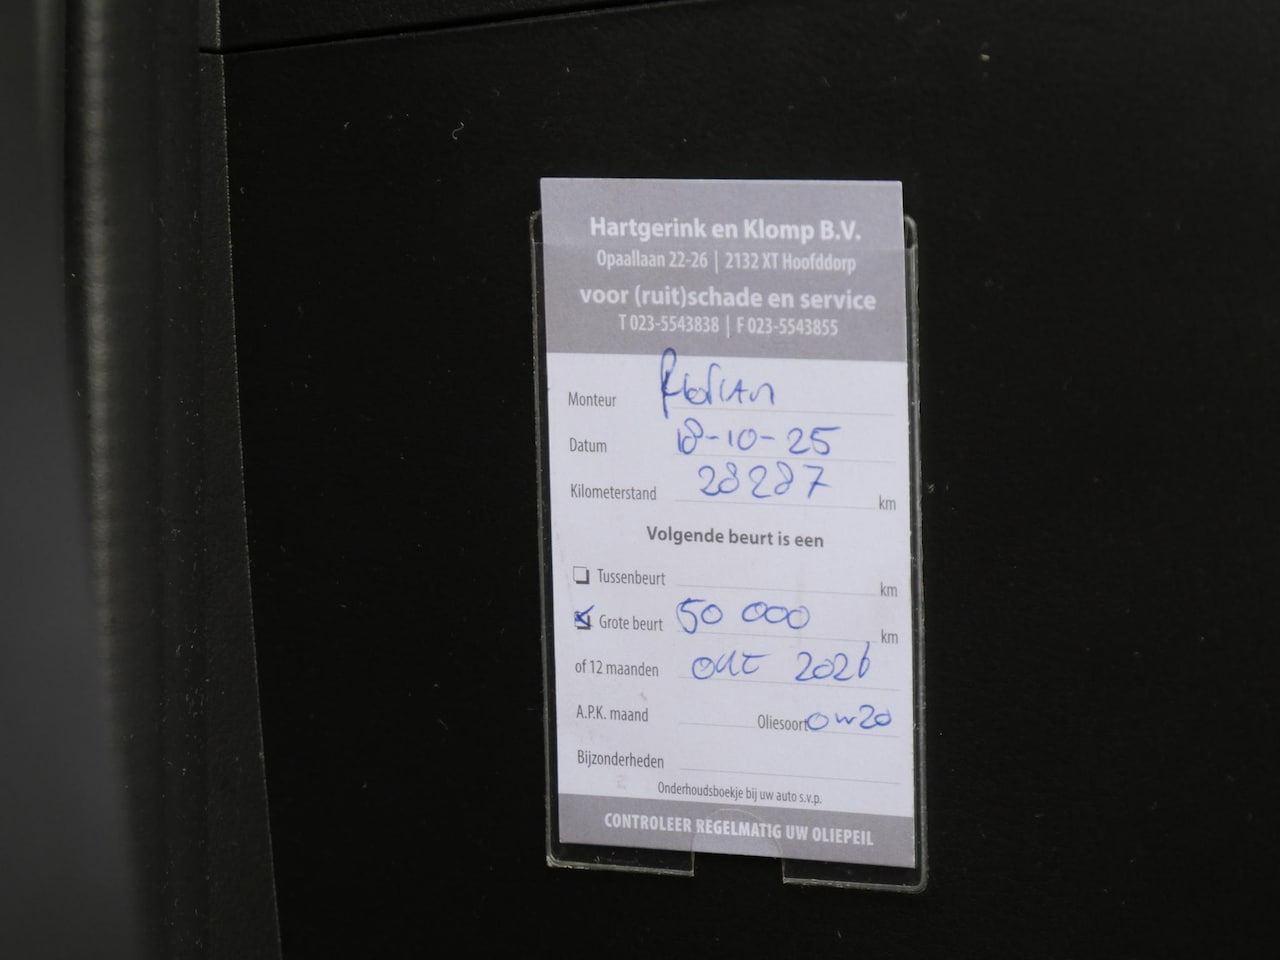 Hartgerink en Klomp B.V.
Opaallaan 22-26 | 2132 XT Hoofddorp
voor (ruit)schade en service
T 023-5543838 | F 023-5543855
Monteur Florian
Datum 18-10-25
Kilometerstand 28287 km
Volgende beurt is een
Tussenbeurt km
Grote beurt 50 000 km
of 12 maanden okt 2026
A.P.K. maand Oliesoort 0w20
Bijzonderheden
Onderhoudsboekje bij uw auto s.v.p.
CONTROLEER REGELMATIG UW OLIEPEIL